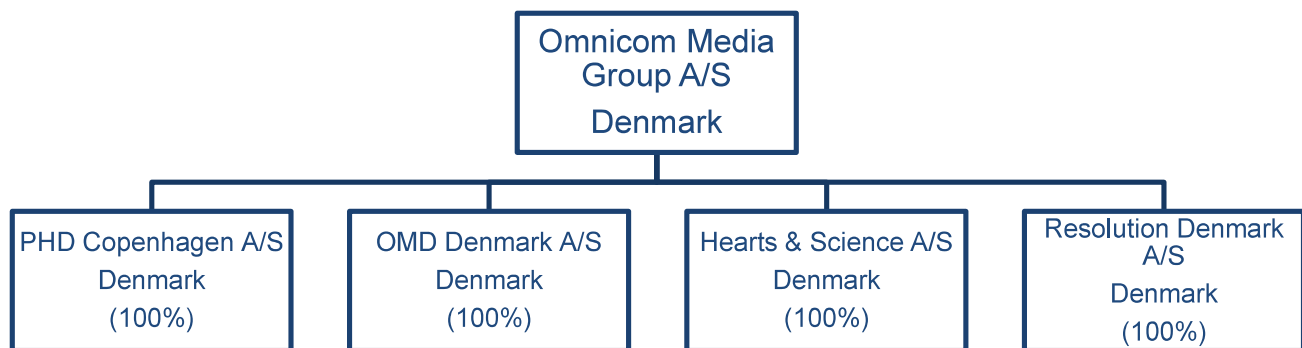 Omnicom Media
Group A/S
Denmark
PHD Copenhagen A/S
Denmark
(100%)
OMD Denmark A/S
Denmark
(100%)
Hearts & Science A/S
Denmark
(100%)
Resolution Denmark
A/S
Denmark
(100%)